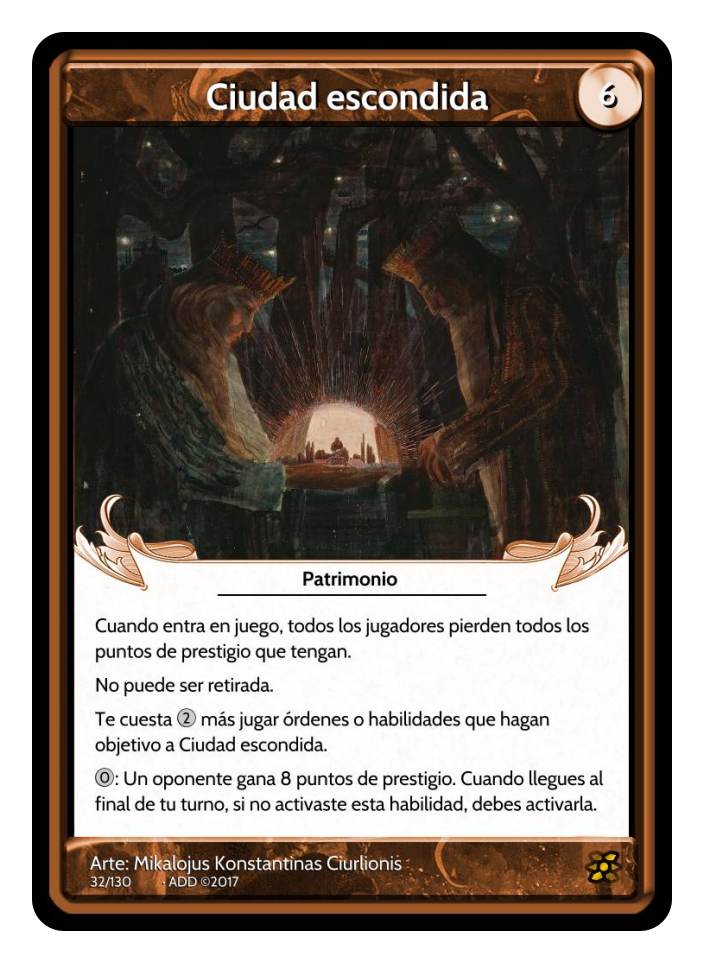 Ciudad escondida
6
Patrimonio
Cuando entra en juego, todos los jugadores pierden todos los
puntos de prestigio que tengan.
No puede ser retirada.
Te cuesta 2 más jugar órdenes o habilidades que hagan
objetivo a Ciudad escondida.
0: Un oponente gana 8 puntos de prestigio. Cuando llegues al
final de tu turno, si no activaste esta habilidad, debes activarla.
Arte: Mikalojus Konstantinas Ciurlionis
32/130 · ADD ©2017